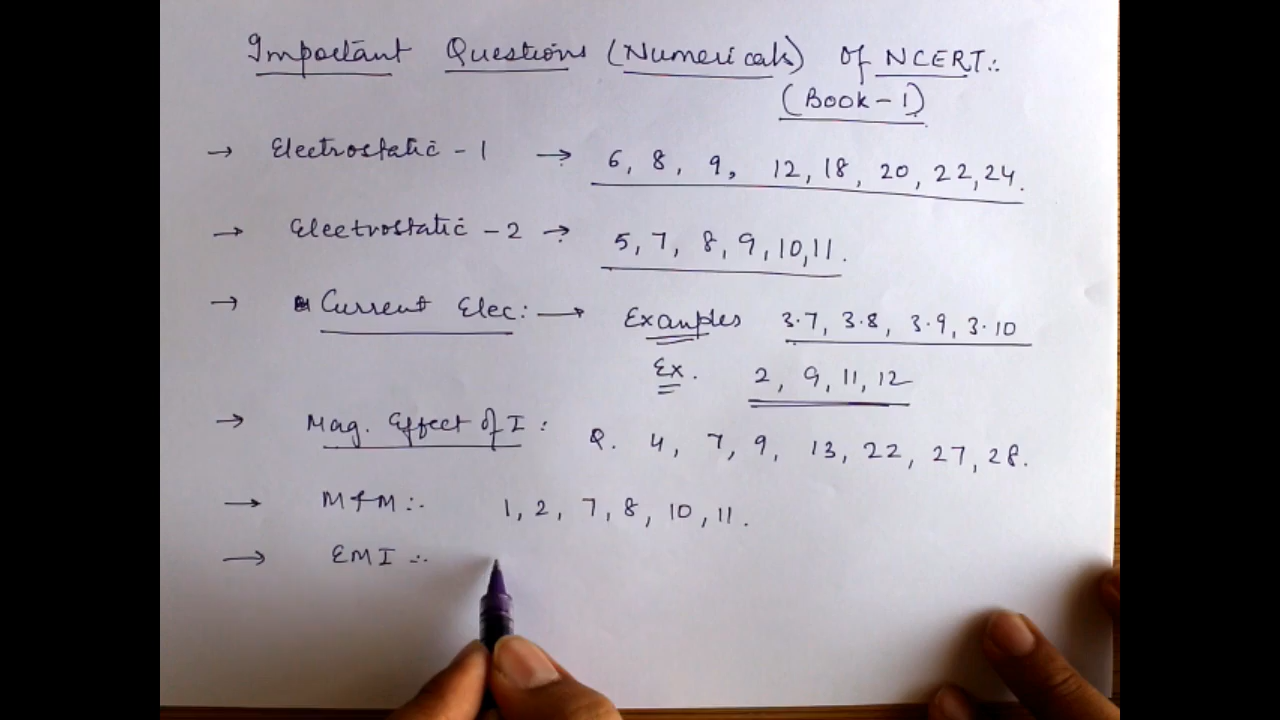 Important Questions (Numericals) Of NCERT:.
(Book-1)
→ Electrostatic - 1 → 6, 8, 9, 12, 18, 20, 22, 24.
→ Electrostatic - 2 → 5, 7, 8, 9, 10, 11.
→ Current Elec: → Examples 3.7, 3.8, 3.9, 3.10
Ex. 2, 9, 11, 12
→ Mag. Effect of I : Q. 4, 7, 9, 13, 22, 27, 28.
→ M & M:. 1, 2, 7, 8, 10, 11.
→ EMI :.